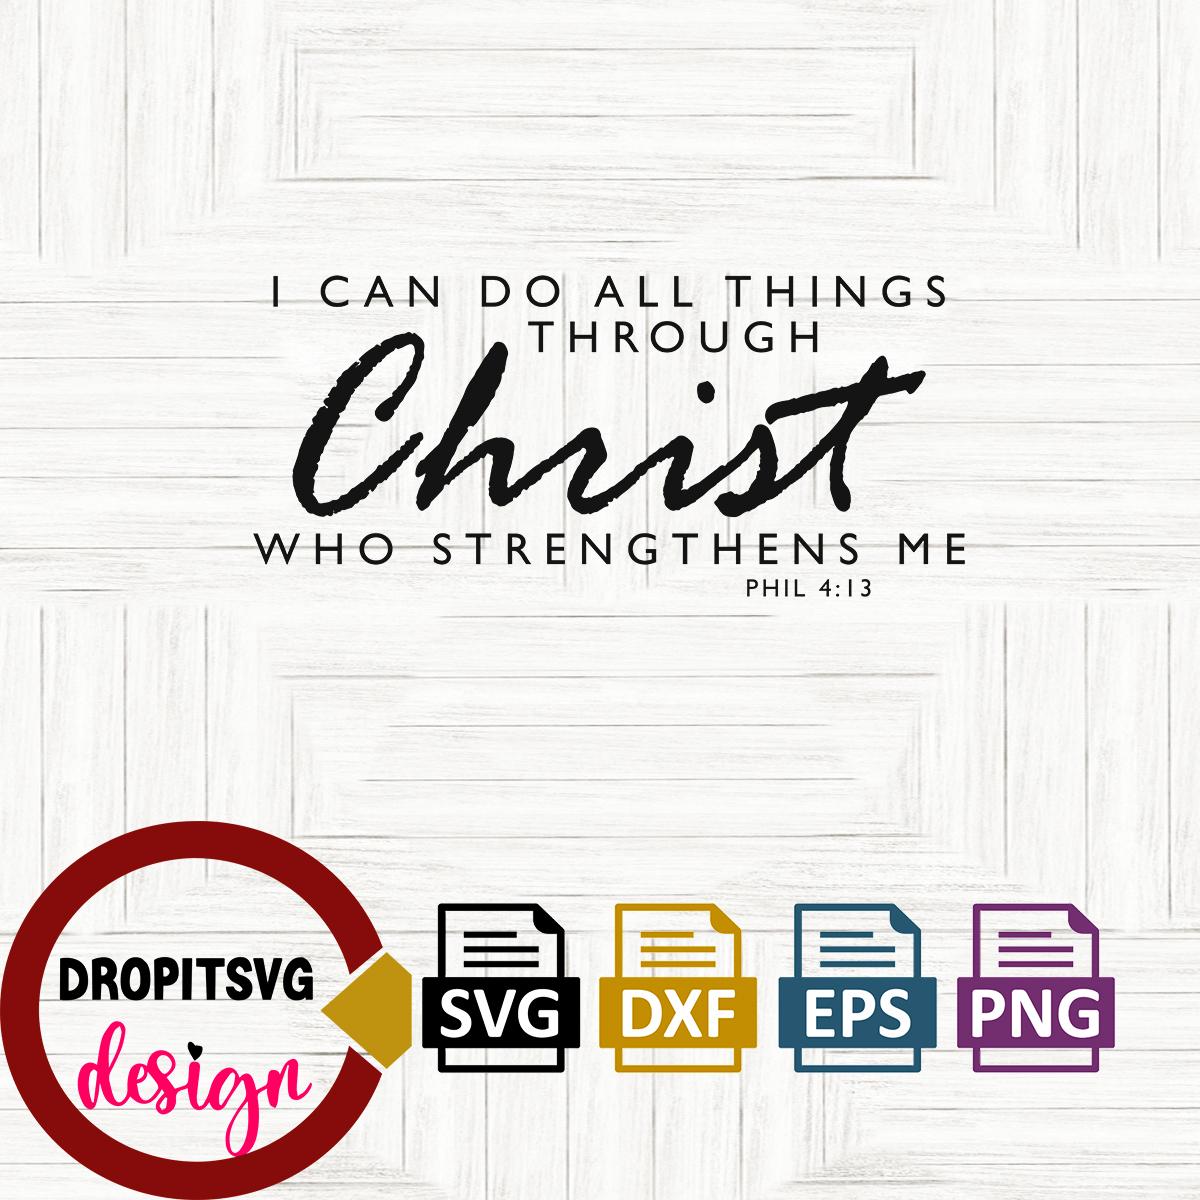 I CAN DO ALL THINGS
THROUGH
Christ
WHO STRENGTHENS ME
PHIL 4:13
DROPITSVG
design
SVG
DXF
EPS
PNG